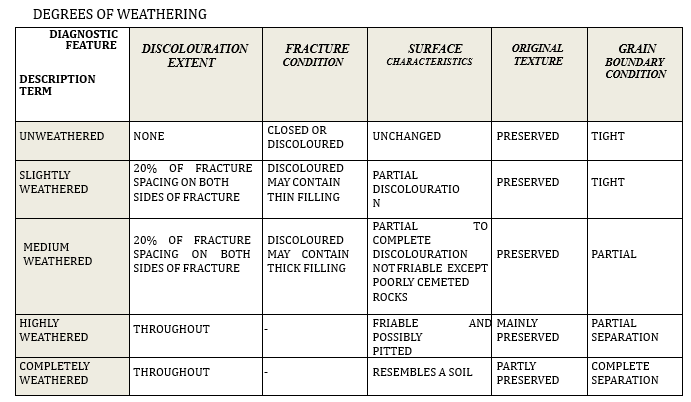 DEGREES OF WEATHERING
DIAGNOSTIC
FEATURE
DESCRIPTION
TERM
DISCOLOURATION
EXTENT
FRACTURE
CONDITION
SURFACE
CHARACTERISTICS
ORIGINAL
TEXTURE
GRAIN
BOUNDARY
CONDITION
UNWEATHERED
NONE
CLOSED OR
DISCOLOURED
UNCHANGED
PRESERVED
TIGHT
SLIGHTLY
WEATHERED
20% OF FRACTURE
SPACING ON BOTH
SIDES OF FRACTURE
DISCOLOURED
MAY CONTAIN
THIN FILLING
PARTIAL
DISCOLOURATIO
N
PRESERVED
TIGHT
MEDIUM
WEATHERED
20% OF FRACTURE
SPACING ON BOTH
SIDES OF FRACTURE
DISCOLOURED
MAY CONTAIN
THICK FILLING
PARTIAL TO
COMPLETE
DISCOLOURATION
NOT FRIABLE EXCEPT
POORLY CEMETED
ROCKS
PRESERVED
PARTIAL
HIGHLY
WEATHERED
THROUGHOUT
-
FRIABLE AND
POSSIBLY
PITTED
MAINLY
PRESERVED
PARTIAL
SEPARATION
COMPLETELY
WEATHERED
THROUGHOUT
-
RESEMBLES A SOIL
PARTLY
PRESERVED
COMPLETE
SEPARATION